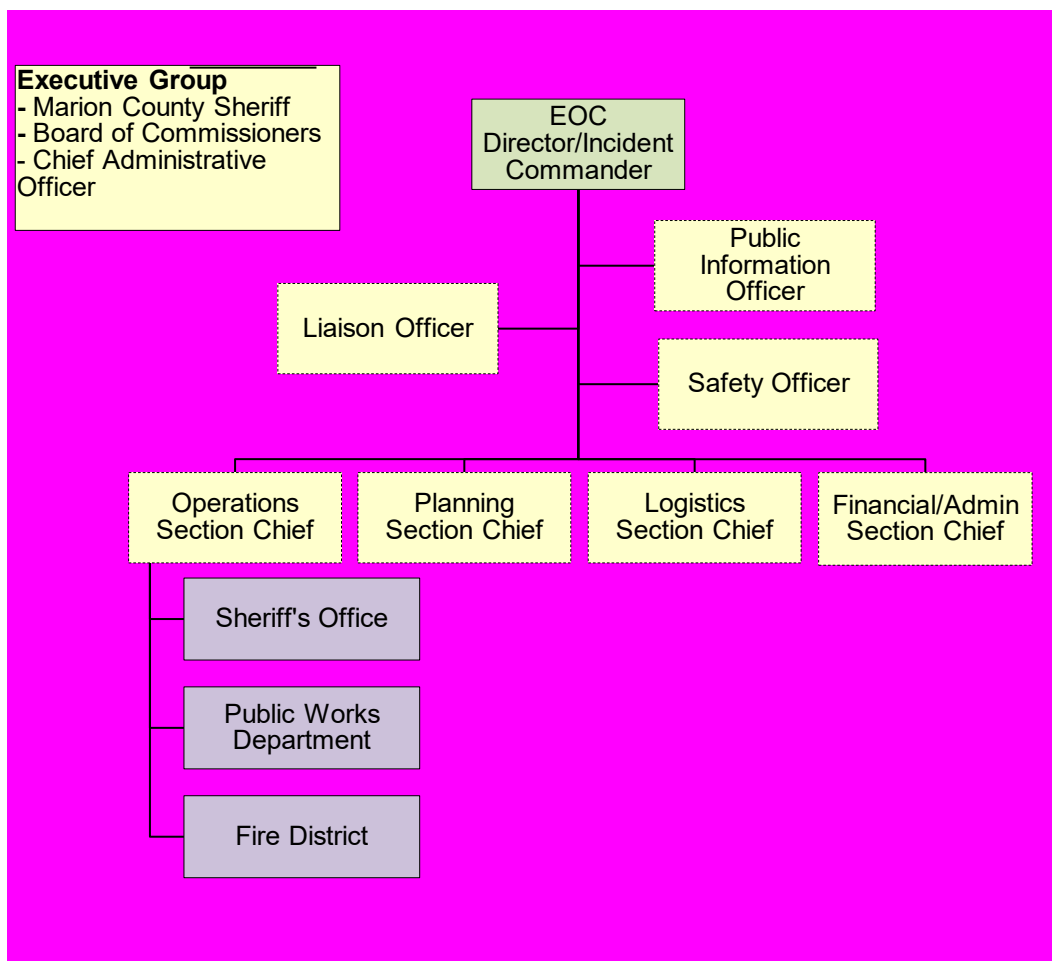 Executive Group
- Marion County Sheriff
- Board of Commissioners
- Chief Administrative
Officer
EOC
Director/Incident
Commander
Public
Information
Officer
Liaison Officer
Safety Officer
Operations
Section Chief
Planning
Section Chief
Logistics
Section Chief
Financial/Admin
Section Chief
Sheriff's Office
Public Works
Department
Fire District